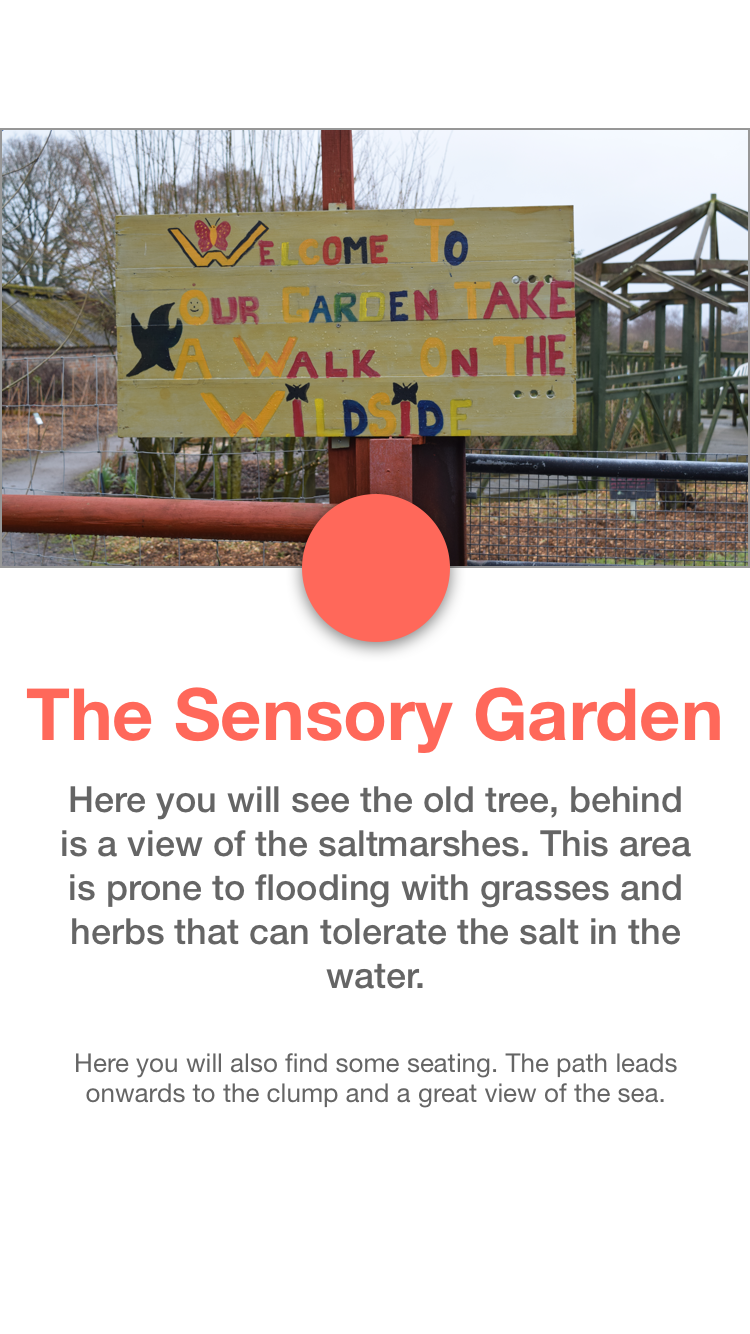 Welcome To
Our Garden Take
A Walk On The
WiLDSiDE
The Sensory Garden
Here you will see the old tree, behind
is a view of the saltmarshes. This area
is prone to flooding with grasses and
herbs that can tolerate the salt in the
water.
Here you will also find some seating. The path leads
onwards to the clump and a great view of the sea.